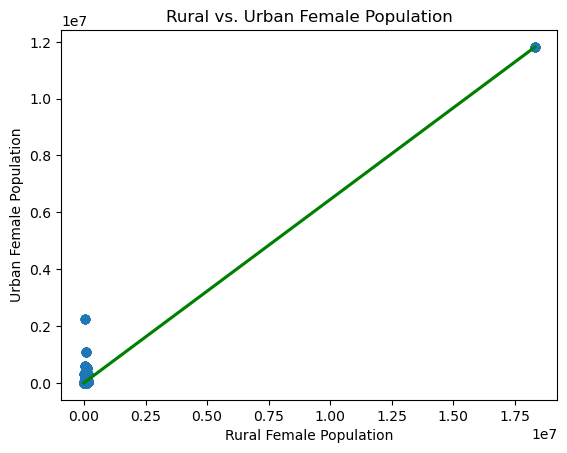 Rural vs. Urban Female Population
1e7
1.2
1.0
0.8
0.6
0.4
0.2
0.0
Urban Female Population
0.00 0.25 0.50 0.75 1.00 1.25 1.50 1.75
1e7
Rural Female Population